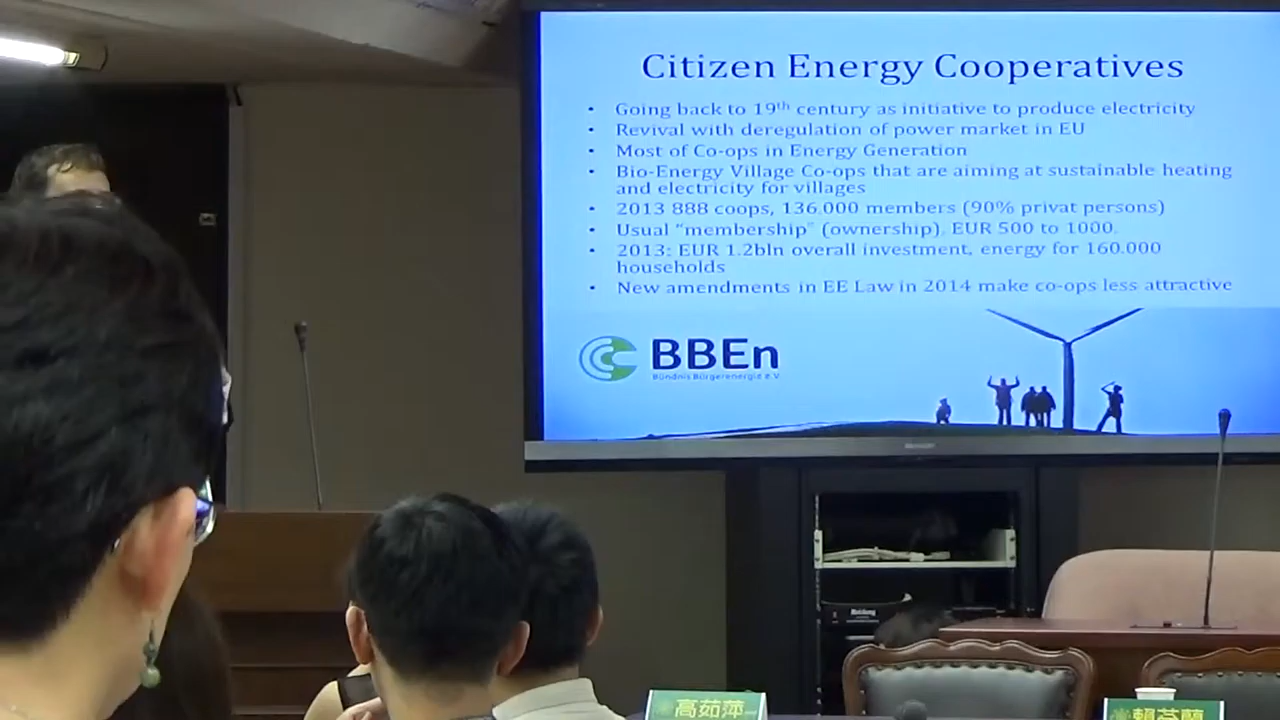 Citizen Energy Cooperatives
• Going back to 19th century as initiative to produce electricity
• Revival with deregulation of power market in EU
• Most of Co-ops in Energy Generation
• Bio-Energy Village Co-ops that are aiming at sustainable heating
and electricity for villages
• 2013 888 coops, 136.000 members (90% privat persons)
• Usual “membership” (ownership), EUR 500 to 1000,
• 2013: EUR 1.2bln overall investment, energy for 160.000
households
• New amendments in EE Law in 2014 make co-ops less attractive
BBEn
Bündnis Bürgerenergie e.V.
高茹萍
賴芬蘭